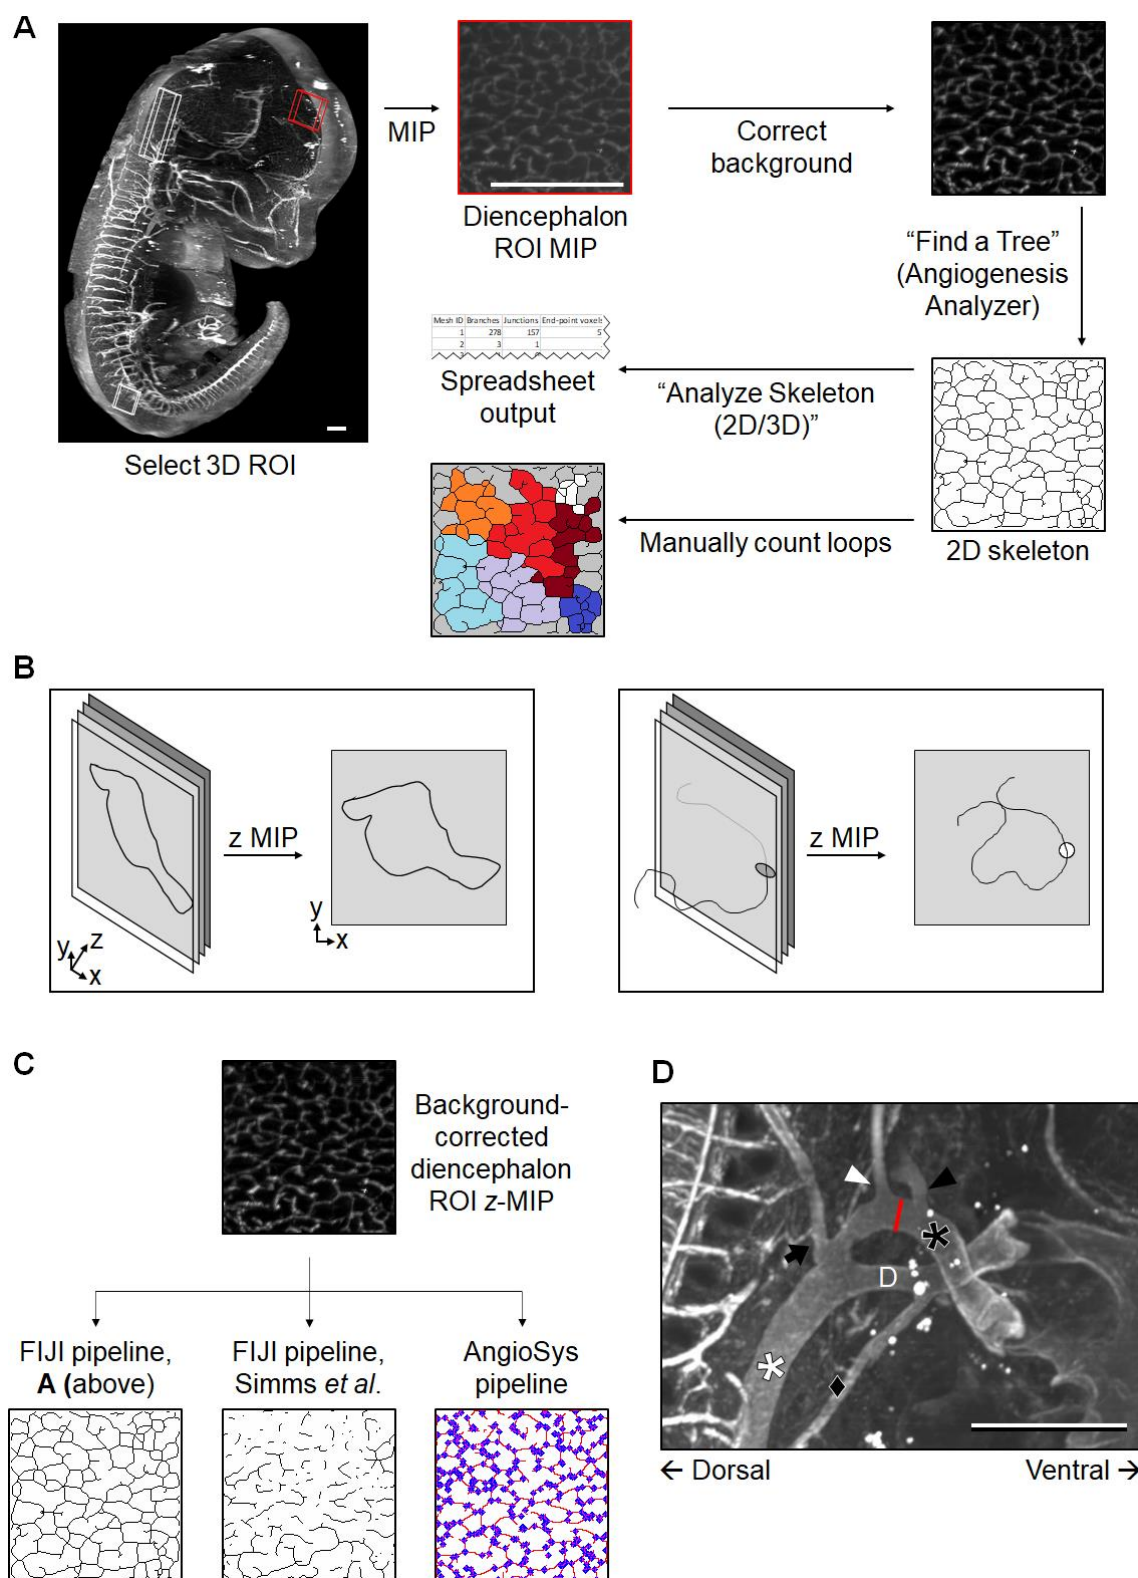 A
MIP
Correct
background
Diencephalon
ROI MIP
Select 3D ROI
“Find a Tree”
(Angiogenesis
Analyzer)
Mesh ID Branches Junctions End-point voxels
1 278 157 5
2 3 1
Spreadsheet
output
“Analyze Skeleton
(2D/3D)”
Manually count loops
2D skeleton
B
z MIP
y
z
x
y
x
z MIP
C
Background-
corrected
diencephalon
ROI z-MIP
FIJI pipeline,
A (above)
FIJI pipeline,
Simms et al.
AngioSys
pipeline
D
D
← Dorsal
Ventral →